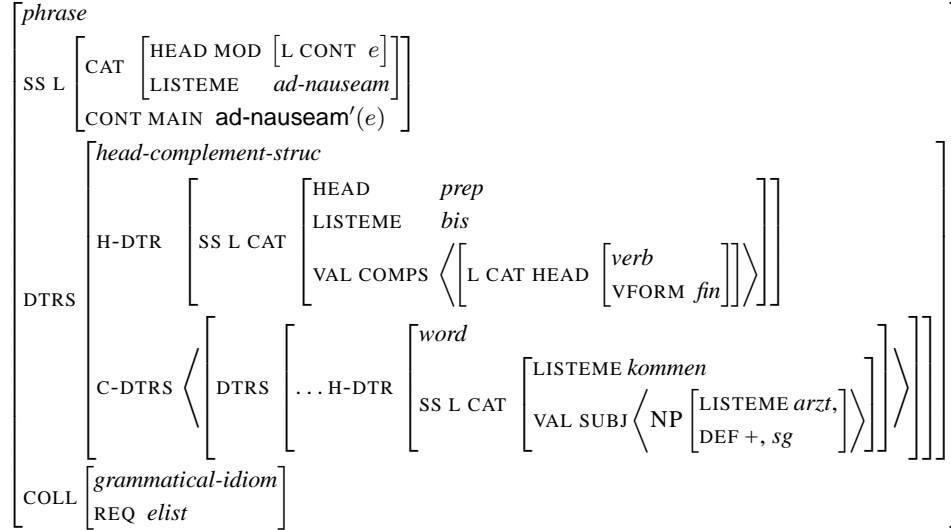 phrase
SS L CAT HEAD MOD [L CONT e]
LISTEME ad-nauseam
CONT MAIN ad-nauseam′(e)
DTRS head-complement-struc
H-DTR SS L CAT HEAD prep
LISTEME bis
VAL COMPS ⟨[L CAT HEAD [verb
VFORM fin]]⟩
C-DTRS ⟨[DTRS [...H-DTR [word
SS L CAT [LISTEME kommen
VAL SUBJ ⟨NP [LISTEME arzt,
DEF +, sg]⟩]]]]⟩
COLL [grammatical-idiom
REQ elist]